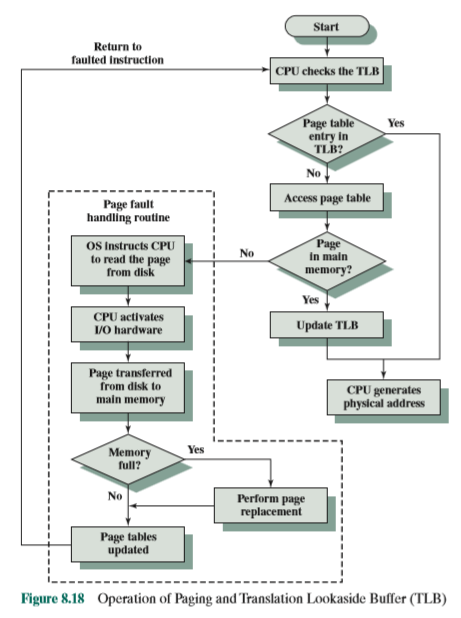 Start
Return to
faulted instruction
CPU checks the TLB
Page table
entry in
TLB?
Yes
No
Access page table
Page fault
handling routine
OS instructs CPU
to read the page
from disk
No
Page
in main
memory?
Yes
CPU activates
I/O hardware
Update TLB
Page transferred
from disk to
main memory
CPU generates
physical address
Memory
full?
Yes
No
Perform page
replacement
Page tables
updated
Figure 8.18 Operation of Paging and Translation Lookaside Buffer (TLB)